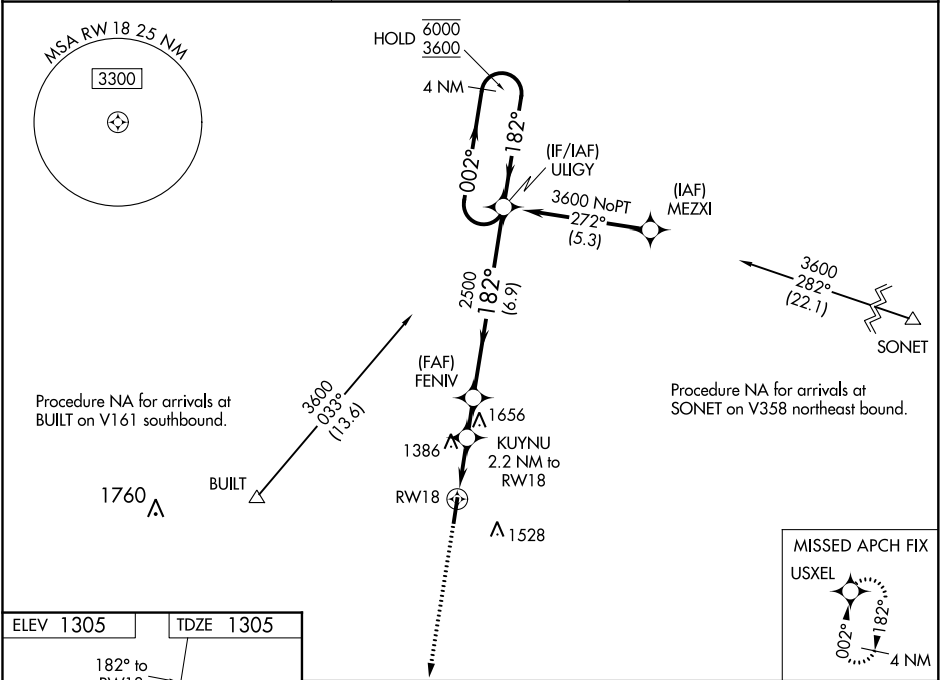 MSA RW 18 25 NM
3300
HOLD 6000
3600
4 NM
002°
182°
(IF/IAF)
ULIGY
3600 NoPT
272°
(5.3)
(IAF)
MEZXI
3600
282°
(22.1)
SONET
2500
182°
(6.9)
Procedure NA for arrivals at
BUILT on V161 southbound.
3600
033°
(13.6)
BUILT
1760
(FAF)
FENIV
1656
1386
KUYNU
2.2 NM to
RW18
RW18
1528
Procedure NA for arrivals at
SONET on V358 northeast bound.
MISSED APCH FIX
USXEL
002°
182°
4 NM
ELEV 1305
TDZE 1305
182° to